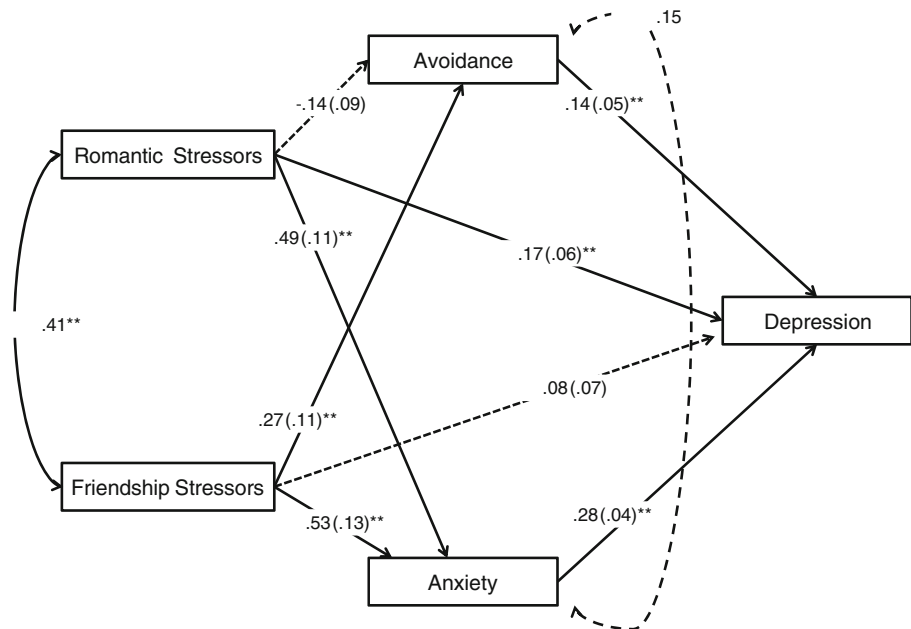 .15
Avoidance
-.14(.09)
.14(.05)**
Romantic Stressors
.49(.11)**
.17(.06)**
Depression
.41**
.08(.07)
.27(.11)**
Friendship Stressors
.53(.13)**
.28(.04)**
Anxiety